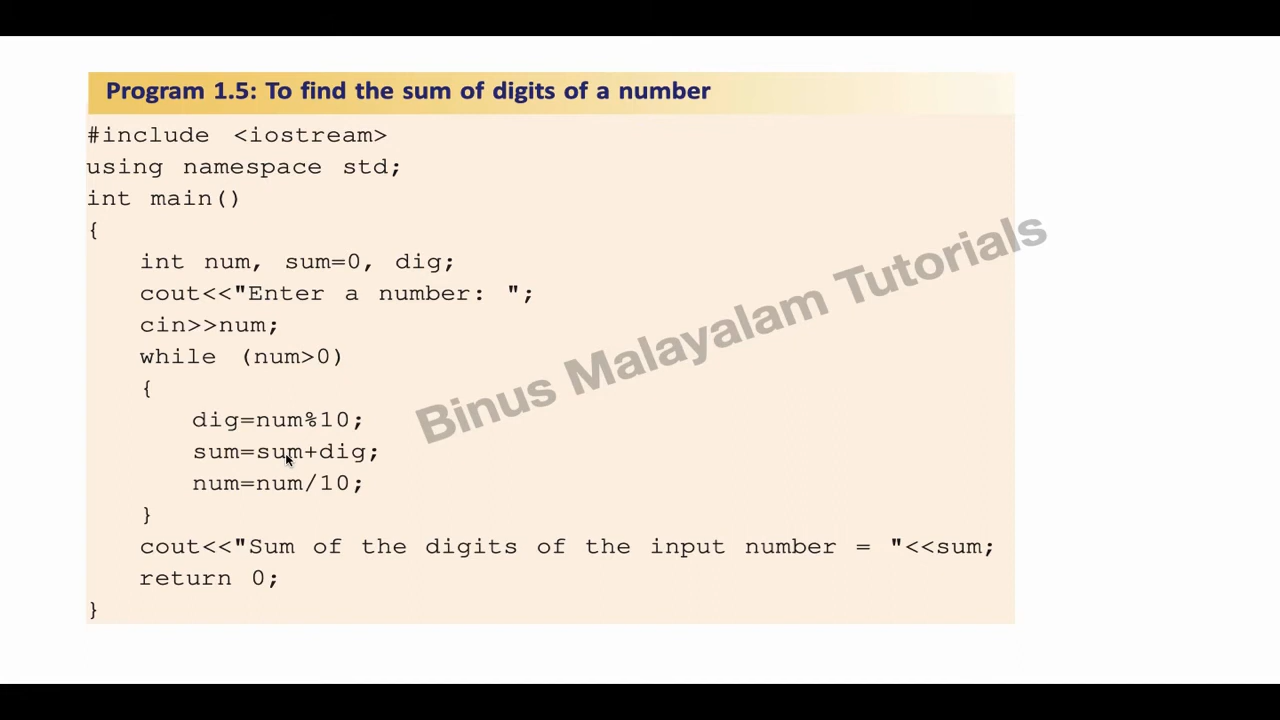 Program 1.5: To find the sum of digits of a number
#include <iostream>
using namespace std;
int main()
{
int num, sum=0, dig;
cout<<"Enter a number: ";
cin>>num;
while (num>0)
{
dig=num%10;
sum=sum+dig;
num=num/10;
}
cout<<"Sum of the digits of the input number = "<<sum;
return 0;
}
Binus Malayalam Tutorials